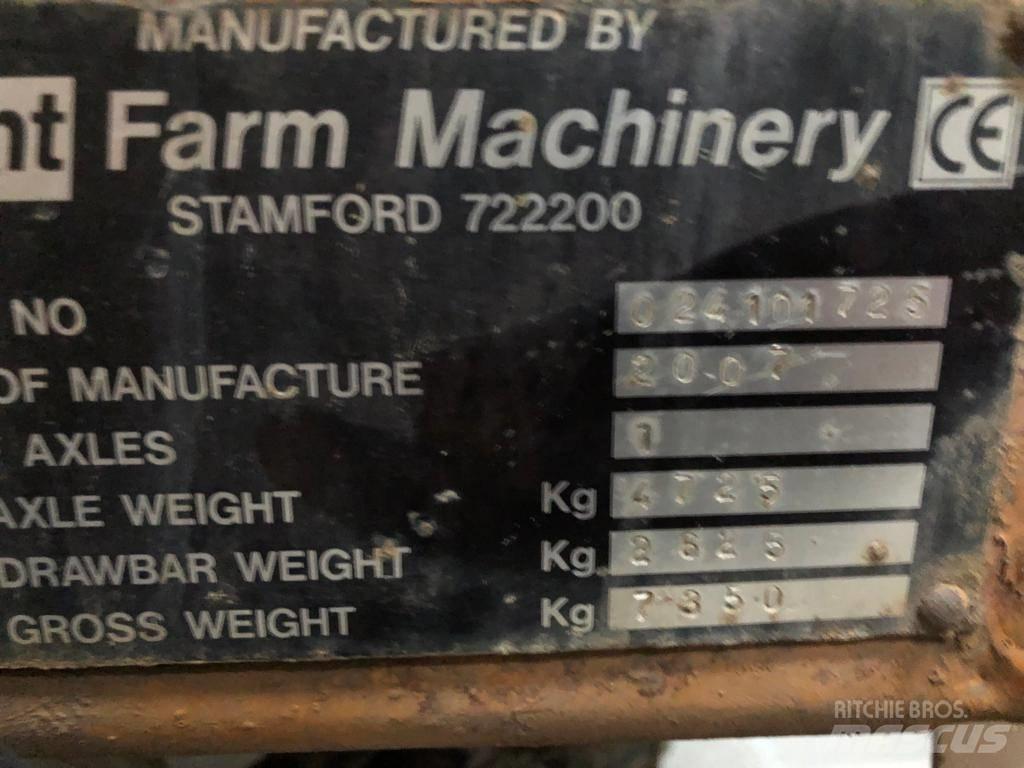 MANUFACTURED BY
nt Farm Machinery CE
STAMFORD 722200
NO 024101725
OF MANUFACTURE 2007
AXLES 1
AXLE WEIGHT Kg 4725
DRAWBAR WEIGHT Kg 2625
GROSS WEIGHT Kg 7350
RITCHIE BROS.
MASCUS